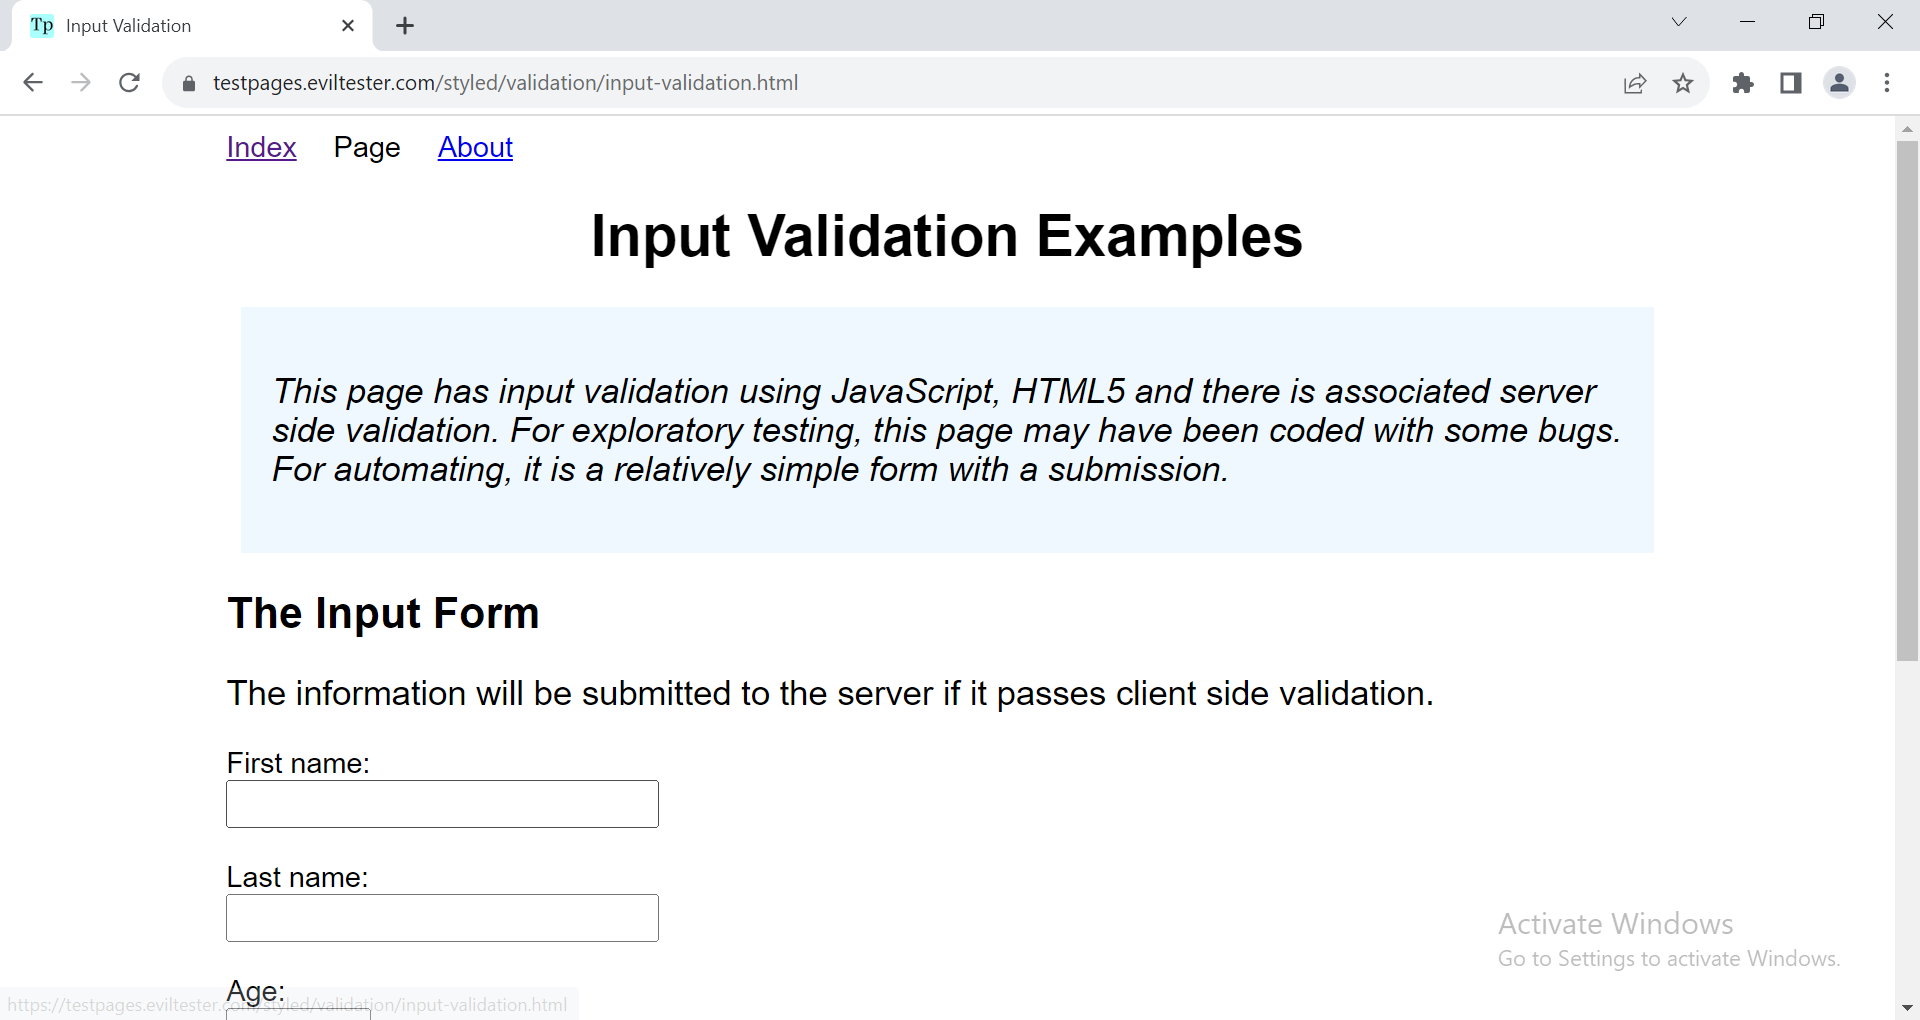 Tp Input Validation
testpages.eviltester.com/styled/validation/input-validation.html
Index Page About
Input Validation Examples
This page has input validation using JavaScript, HTML5 and there is associated server
side validation. For exploratory testing, this page may have been coded with some bugs.
For automating, it is a relatively simple form with a submission.
The Input Form
The information will be submitted to the server if it passes client side validation.
First name:
Last name:
Activate Windows
Go to Settings to activate Windows.
Age:
https://testpages.eviltester.com/styled/validation/input-validation.html